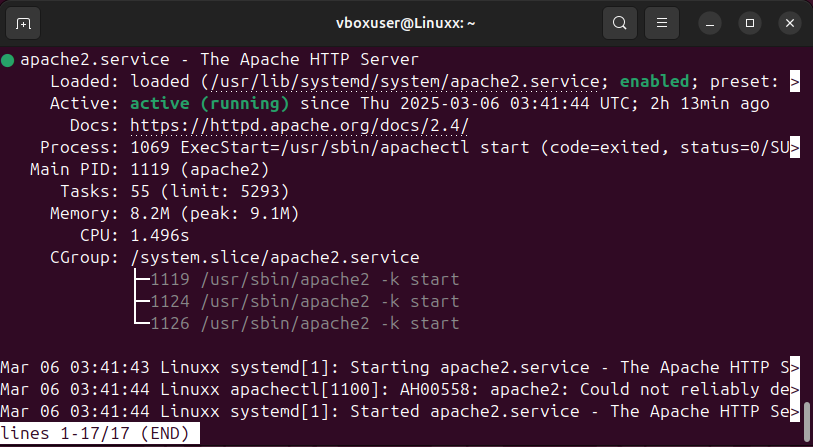 vboxuser@Linuxx: ~
● apache2.service - The Apache HTTP Server
     Loaded: loaded (/usr/lib/systemd/system/apache2.service; enabled; preset: >
     Active: active (running) since Thu 2025-03-06 03:41:44 UTC; 2h 13min ago
       Docs: https://httpd.apache.org/docs/2.4/
    Process: 1069 ExecStart=/usr/sbin/apachectl start (code=exited, status=0/SU>
   Main PID: 1119 (apache2)
      Tasks: 55 (limit: 5293)
     Memory: 8.2M (peak: 9.1M)
        CPU: 1.496s
     CGroup: /system.slice/apache2.service
             ├─1119 /usr/sbin/apache2 -k start
             ├─1124 /usr/sbin/apache2 -k start
             └─1126 /usr/sbin/apache2 -k start

Mar 06 03:41:43 Linuxx systemd[1]: Starting apache2.service - The Apache HTTP S>
Mar 06 03:41:44 Linuxx apachectl[1100]: AH00558: apache2: Could not reliably de>
Mar 06 03:41:44 Linuxx systemd[1]: Started apache2.service - The Apache HTTP Se>
lines 1-17/17 (END)